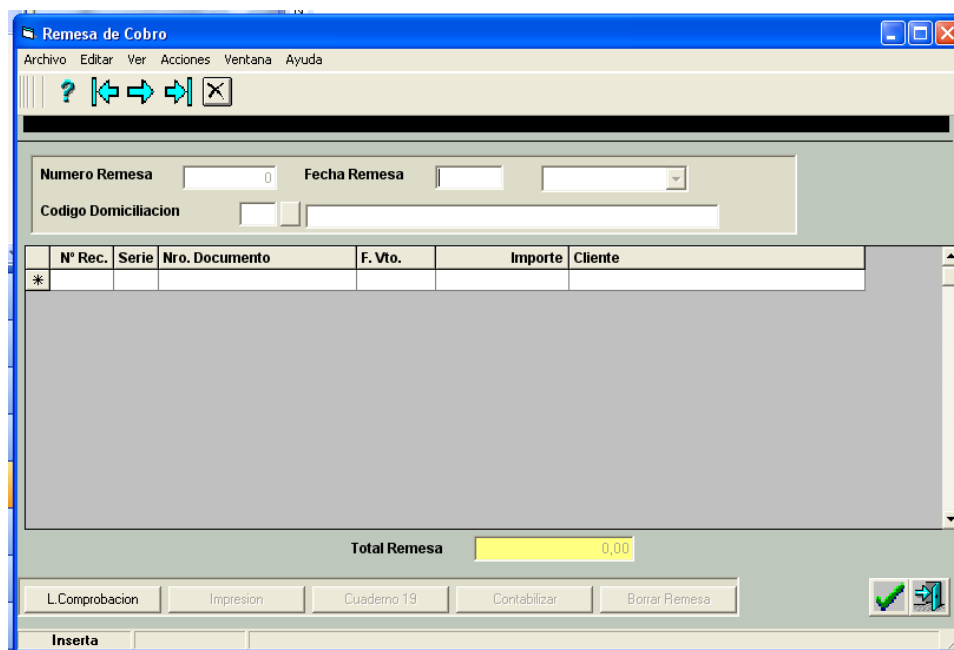 Remesa de Cobro
Archivo Editar Ver Acciones Ventana Ayuda
?
Numero Remesa 0 Fecha Remesa
Codigo Domiciliacion
Nº Rec. Serie Nro. Documento F. Vto. Importe Cliente
Total Remesa 0,00
L.Comprobacion Impresion Cuaderno 19 Contabilizar Borrar Remesa
Inserta